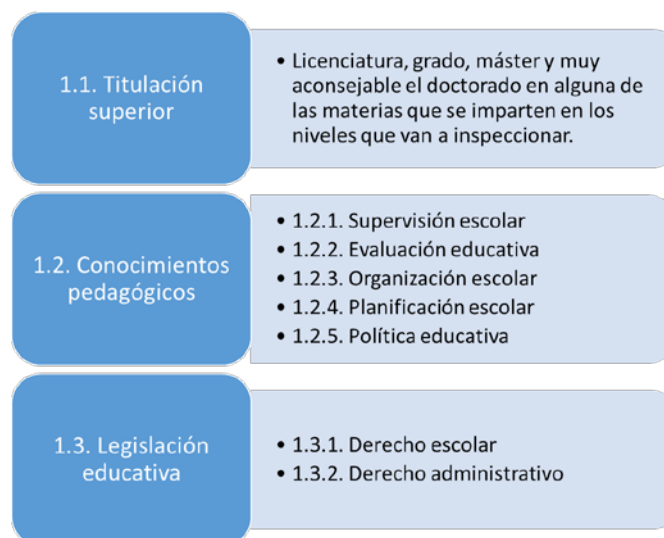 1.1. Titulación
superior
• Licenciatura, grado, máster y muy
aconsejable el doctorado en alguna de
las materias que se imparten en los
niveles que van a inspeccionar.
1.2. Conocimientos
pedagógicos
• 1.2.1. Supervisión escolar
• 1.2.2. Evaluación educativa
• 1.2.3. Organización escolar
• 1.2.4. Planificación escolar
• 1.2.5. Política educativa
1.3. Legislación
educativa
• 1.3.1. Derecho escolar
• 1.3.2. Derecho administrativo